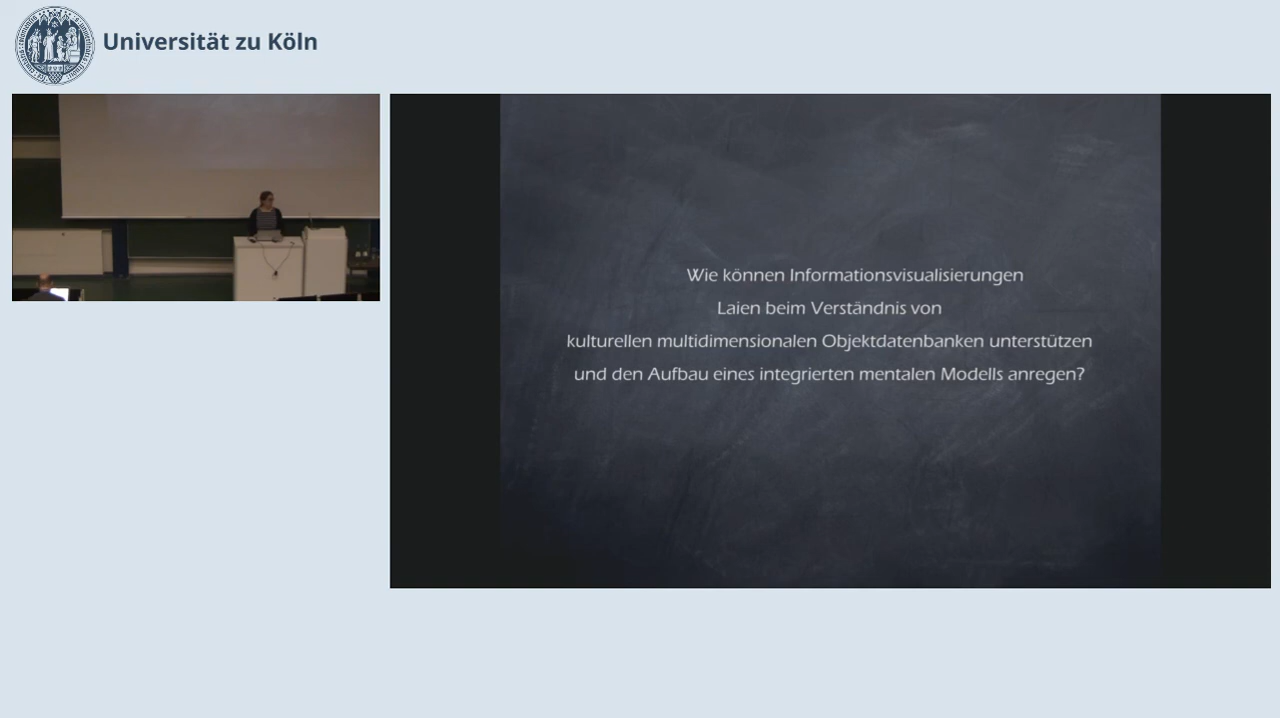 Universität zu Köln
Wie können Informationsvisualisierungen
Laien beim Verständnis von
kulturellen multidimensionalen Objektdatenbanken unterstützen
und den Aufbau eines integrierten mentalen Modells anregen?